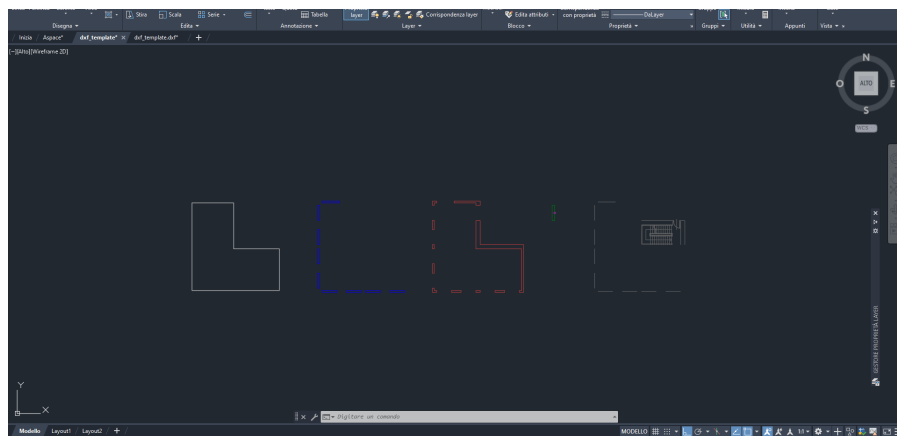 Stira Scala Serie Tabella layer Corrispondenza layer Edita attributi con proprietà DaLayer
Disegna Edita Annotazione Layer Blocco Proprietà Gruppi Utilità Appunti Vista
Inizia Aspace* dxf_template* × dxf_template.dxf* +
[–][Alto][Wireframe 2D]
N
O ALTO E
S
WCS
GESTORE PROPRIETÀ LAYER
Y
X
Digitare un comando
Modello Layout1 Layout2 + MODELLO 1:1